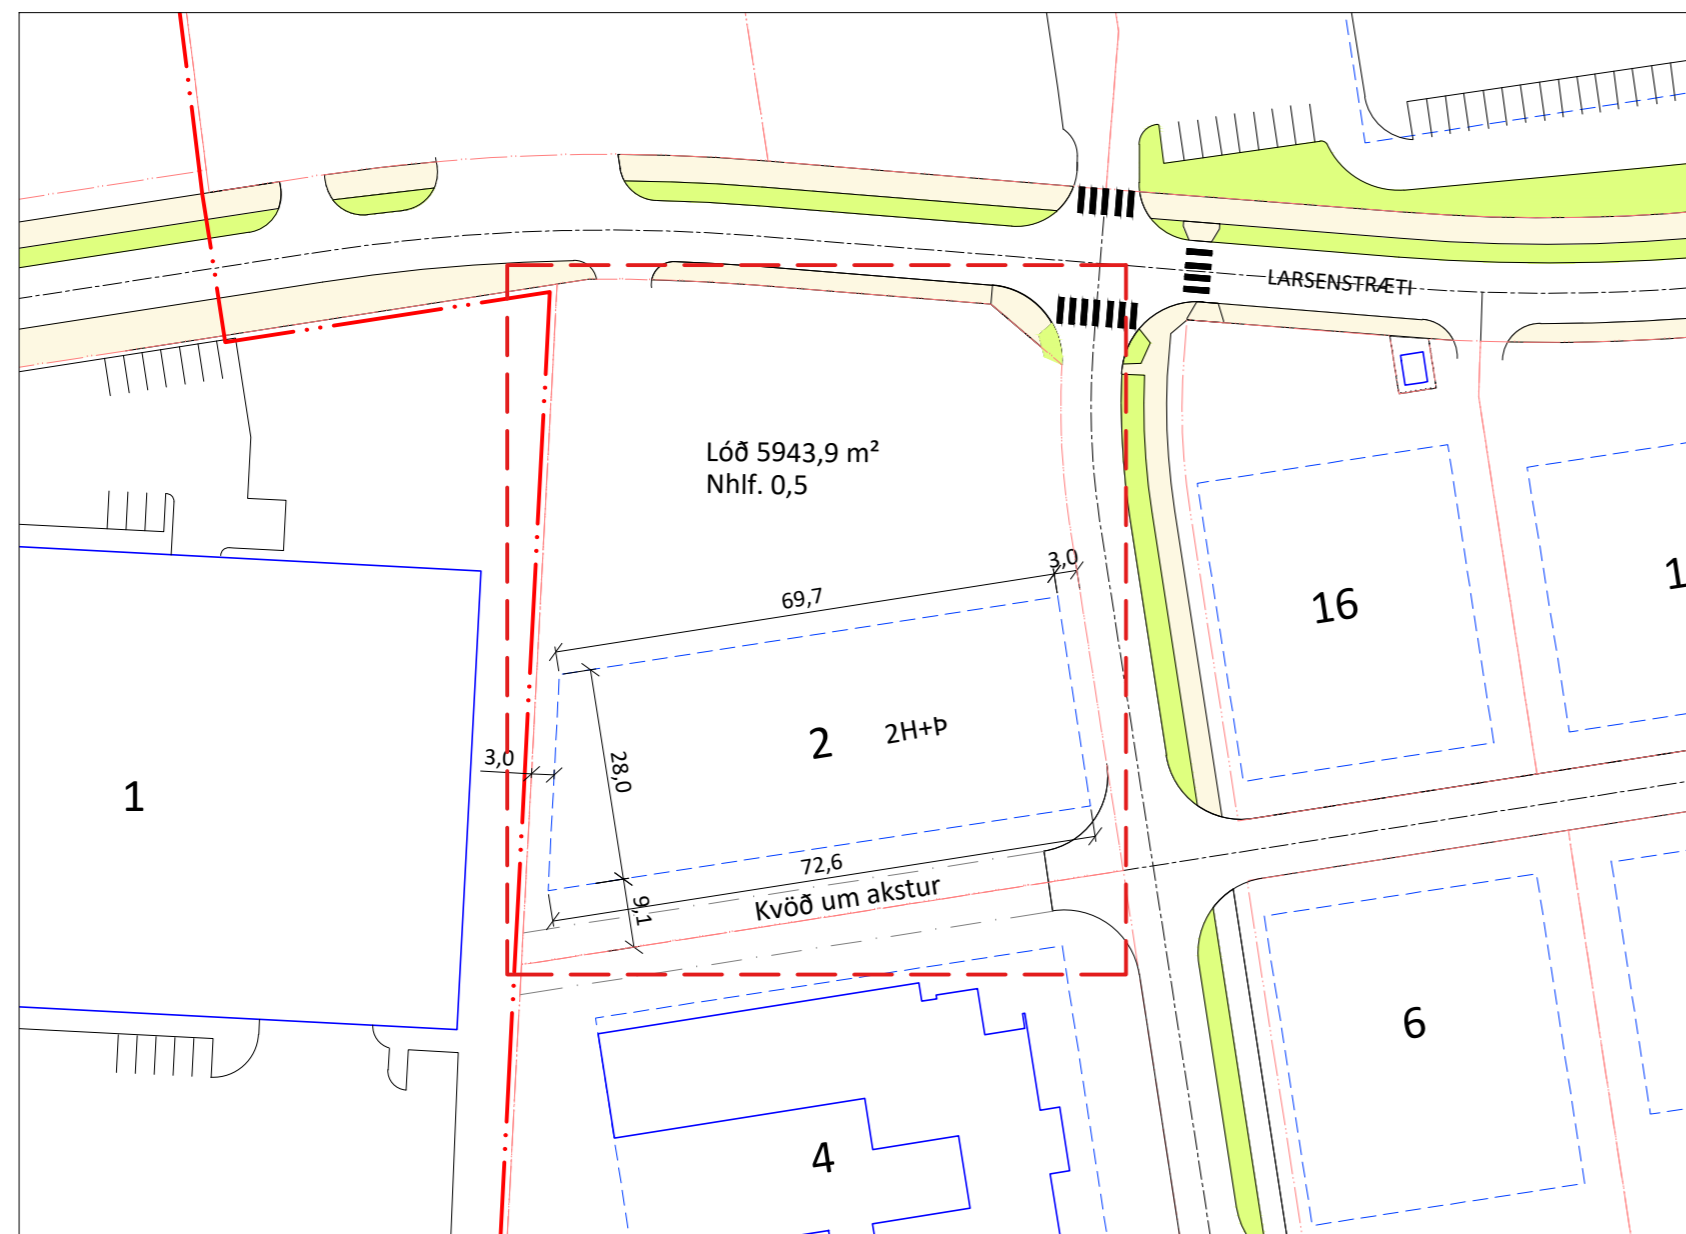 LARSENSTRÆTI
Lóð 5943,9 m²
Nhlf. 0,5
3,0
69,7
16
1
2
2H+Þ
3,0
28,0
1
72,6
Kvöð um akstur
9,1
6
4